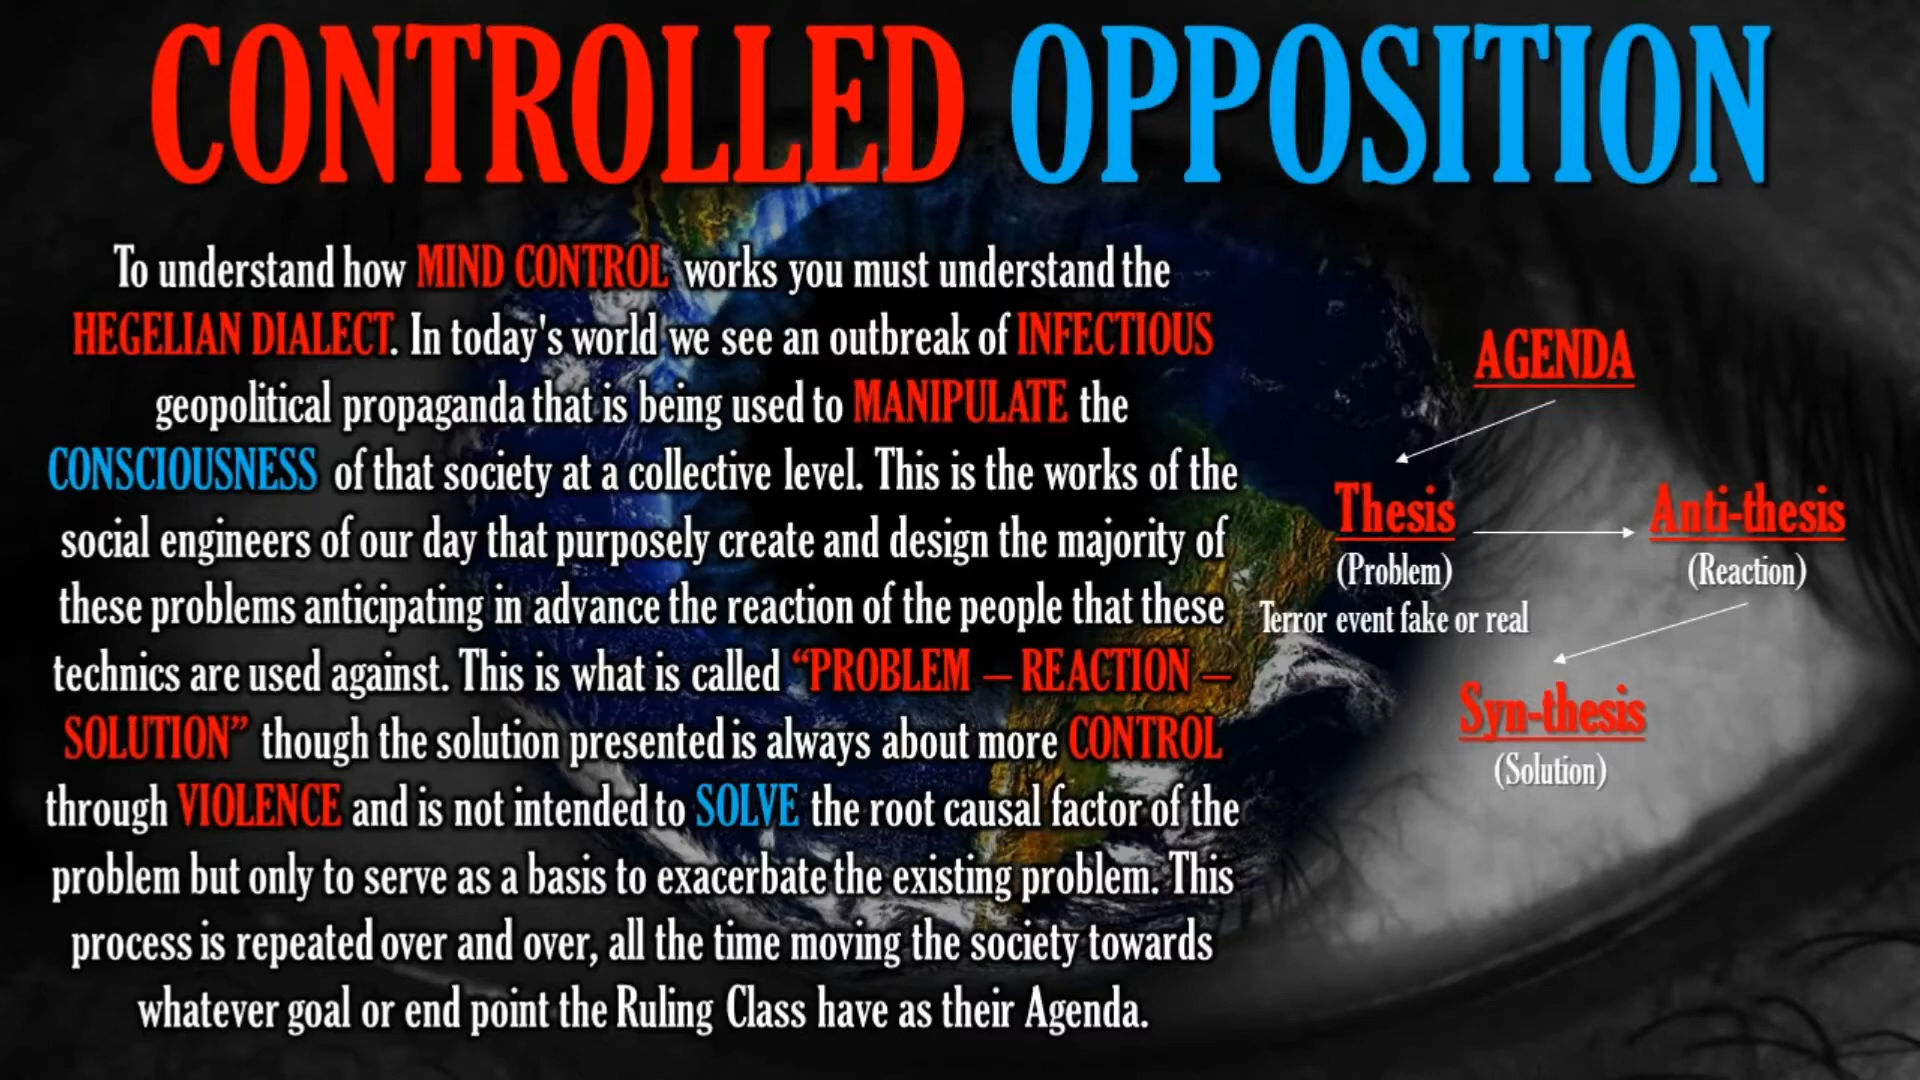 CONTROLLED OPPOSITION
To understand how MIND CONTROL works you must understand the
HEGELIAN DIALECT. In today's world we see an outbreak of INFECTIOUS
geopolitical propaganda that is being used to MANIPULATE the
CONSCIOUSNESS of that society at a collective level. This is the works of the
social engineers of our day that purposely create and design the majority of
these problems anticipating in advance the reaction of the people that these
technics are used against. This is what is called “PROBLEM – REACTION –
SOLUTION” though the solution presented is always about more CONTROL
through VIOLENCE and is not intended to SOLVE the root causal factor of the
problem but only to serve as a basis to exacerbate the existing problem. This
process is repeated over and over, all the time moving the society towards
whatever goal or end point the Ruling Class have as their Agenda.
AGENDA
Thesis
(Problem)
Terror event fake or real
Anti-thesis
(Reaction)
Syn-thesis
(Solution)